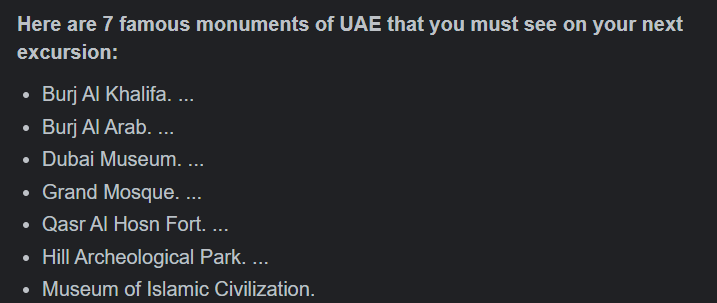 Here are 7 famous monuments of UAE that you must see on your next
excursion:
• Burj Al Khalifa. ...
• Burj Al Arab. ...
• Dubai Museum. ...
• Grand Mosque. ...
• Qasr Al Hosn Fort. ...
• Hill Archeological Park. ...
• Museum of Islamic Civilization.